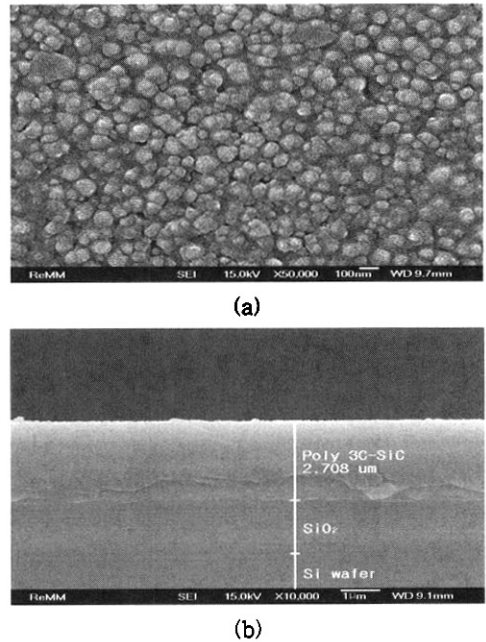 ReMM SEI 15.0kV X50,000 100nm WD 9.7mm
(a)
Poly 3C-SiC
2.708 um
SiO₂
Si wafer
ReMM SEI 15.0kV X10,000 1μm WD 9.1mm
(b)